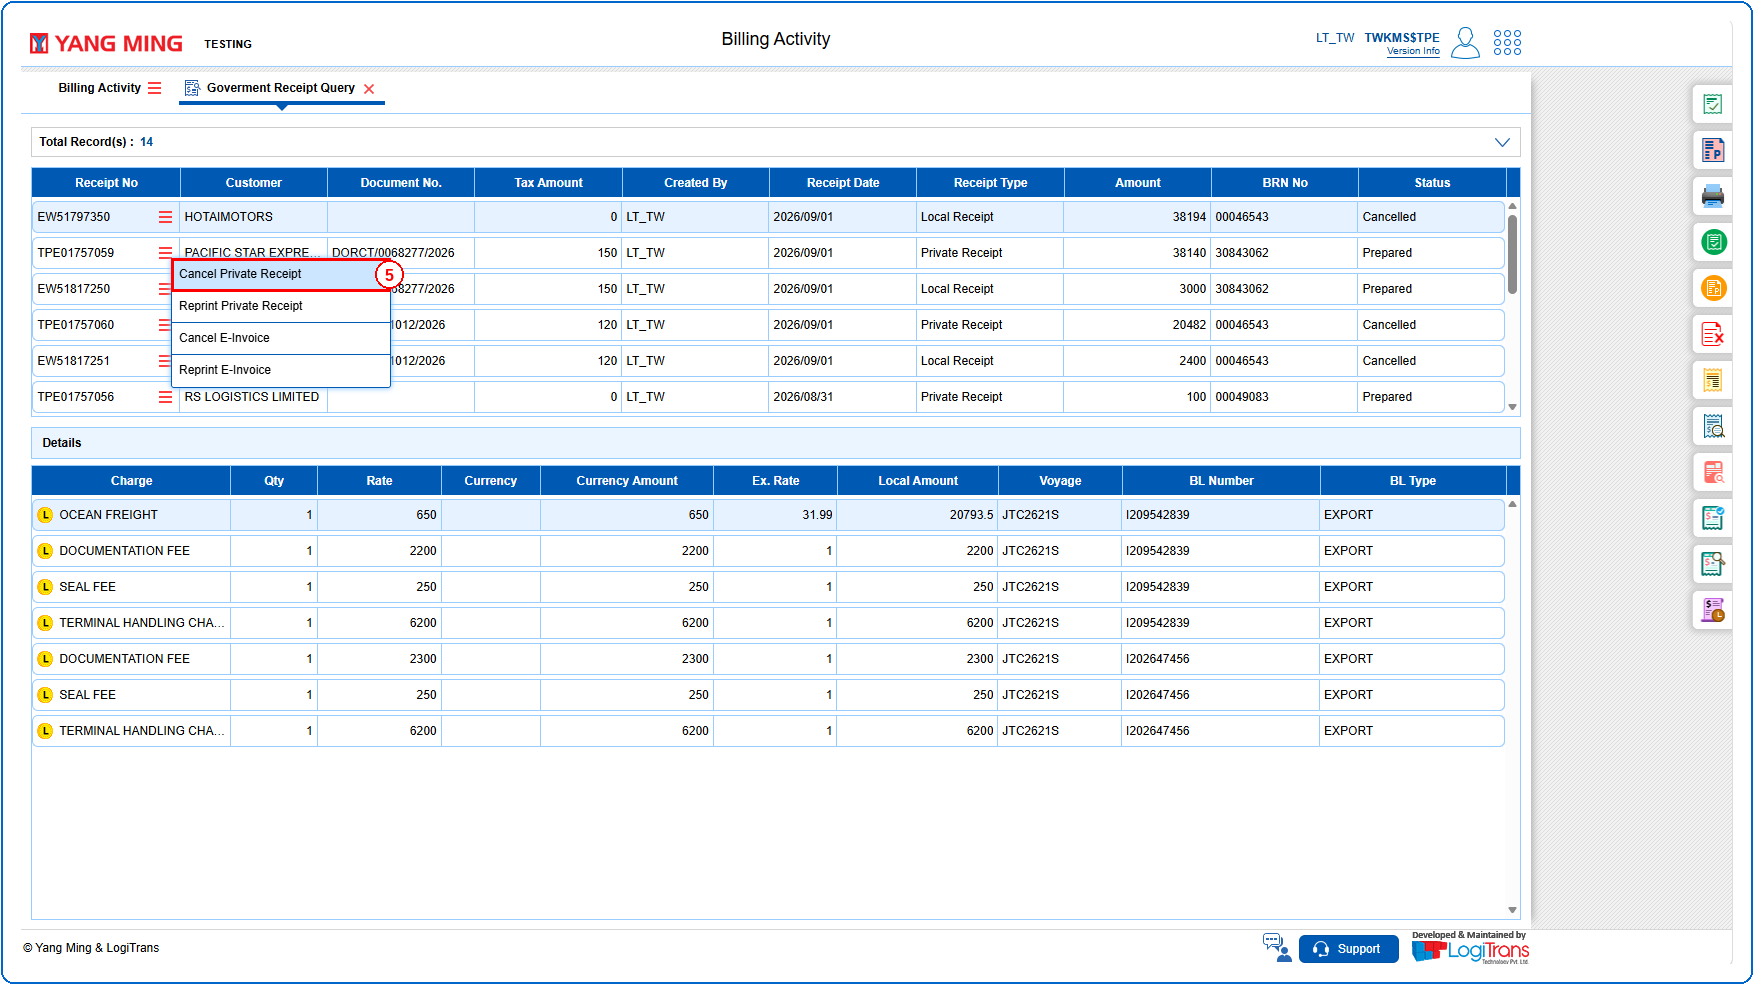 YANG MING TESTING Billing Activity LT_TW TWKMS$TPE
Version Info
Billing Activity Goverment Receipt Query
Total Record(s) : 14
Receipt No Customer Document No. Tax Amount Created By Receipt Date Receipt Type Amount BRN No Status
EW51797350 HOTAIMOTORS 0 LT_TW 2026/09/01 Local Receipt 38194 00046543 Cancelled
TPE01757059 PACIFIC STAR EXPRE... DORCT/0068277/2026 150 LT_TW 2026/09/01 Private Receipt 38140 30843062 Prepared
Cancel Private Receipt 5
EW51817250 68277/2026 150 LT_TW 2026/09/01 Local Receipt 3000 30843062 Prepared
Reprint Private Receipt
TPE01757060 1012/2026 120 LT_TW 2026/09/01 Private Receipt 20482 00046543 Cancelled
Cancel E-Invoice
EW51817251 1012/2026 120 LT_TW 2026/09/01 Local Receipt 2400 00046543 Cancelled
Reprint E-Invoice
TPE01757056 RS LOGISTICS LIMITED 0 LT_TW 2026/08/31 Private Receipt 100 00049083 Prepared
Details
Charge Qty Rate Currency Currency Amount Ex. Rate Local Amount Voyage BL Number BL Type
L OCEAN FREIGHT 1 650 650 31.99 20793.5 JTC2621S I209542839 EXPORT
L DOCUMENTATION FEE 1 2200 2200 1 2200 JTC2621S I209542839 EXPORT
L SEAL FEE 1 250 250 1 250 JTC2621S I209542839 EXPORT
L TERMINAL HANDLING CHA... 1 6200 6200 1 6200 JTC2621S I209542839 EXPORT
L DOCUMENTATION FEE 1 2300 2300 1 2300 JTC2621S I202647456 EXPORT
L SEAL FEE 1 250 250 1 250 JTC2621S I202647456 EXPORT
L TERMINAL HANDLING CHA... 1 6200 6200 1 6200 JTC2621S I202647456 EXPORT
© Yang Ming & LogiTrans Support
Developed & Maintained by
LogiTrans
Technology Pvt. Ltd.